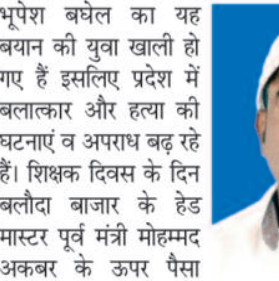 भूपेश बघेल का यह
बयान की युवा खाली हो
गए हैं इसलिए प्रदेश में
बलात्कार और हत्या की
घटनाएं व अपराध बढ़ रहे
हैं। शिक्षक दिवस के दिन
बलौदा बाजार के हेड
मास्टर पूर्व मंत्री मोहम्मद
अकबर के ऊपर पैसा